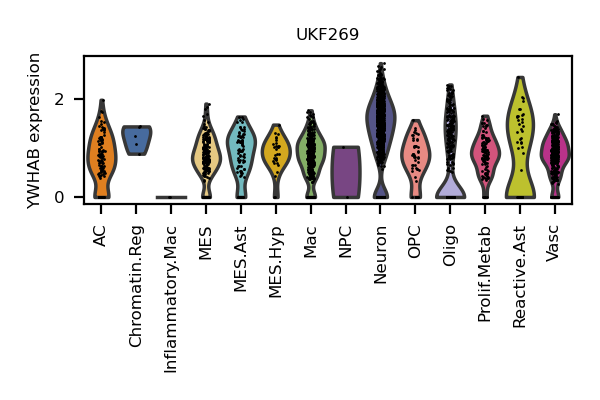 UKF269
YWHAB expression
2
0
AC
Chromatin.Reg
Inflammatory.Mac
MES
MES.Ast
MES.Hyp
Mac
NPC
Neuron
OPC
Oligo
Prolif.Metab
Reactive.Ast
Vasc